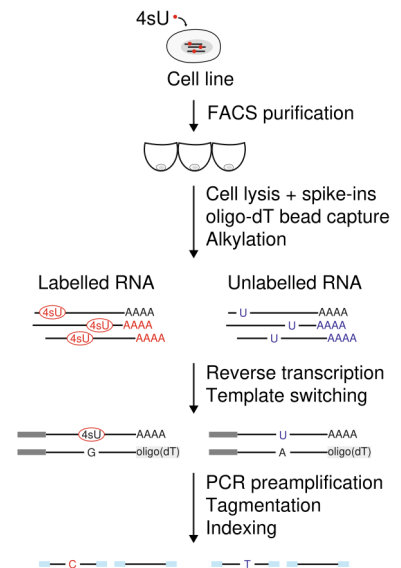 4sU
Cell line
FACS purification
Cell lysis + spike-ins
oligo-dT bead capture
Alkylation
Labelled RNA Unlabelled RNA
4sU AAAA U AAAA
4sU AAAA U AAAA
4sU AAAA U AAAA
Reverse transcription
Template switching
4sU AAAA U AAAA
G oligo(dT) A oligo(dT)
PCR preamplification
Tagmentation
Indexing
C T